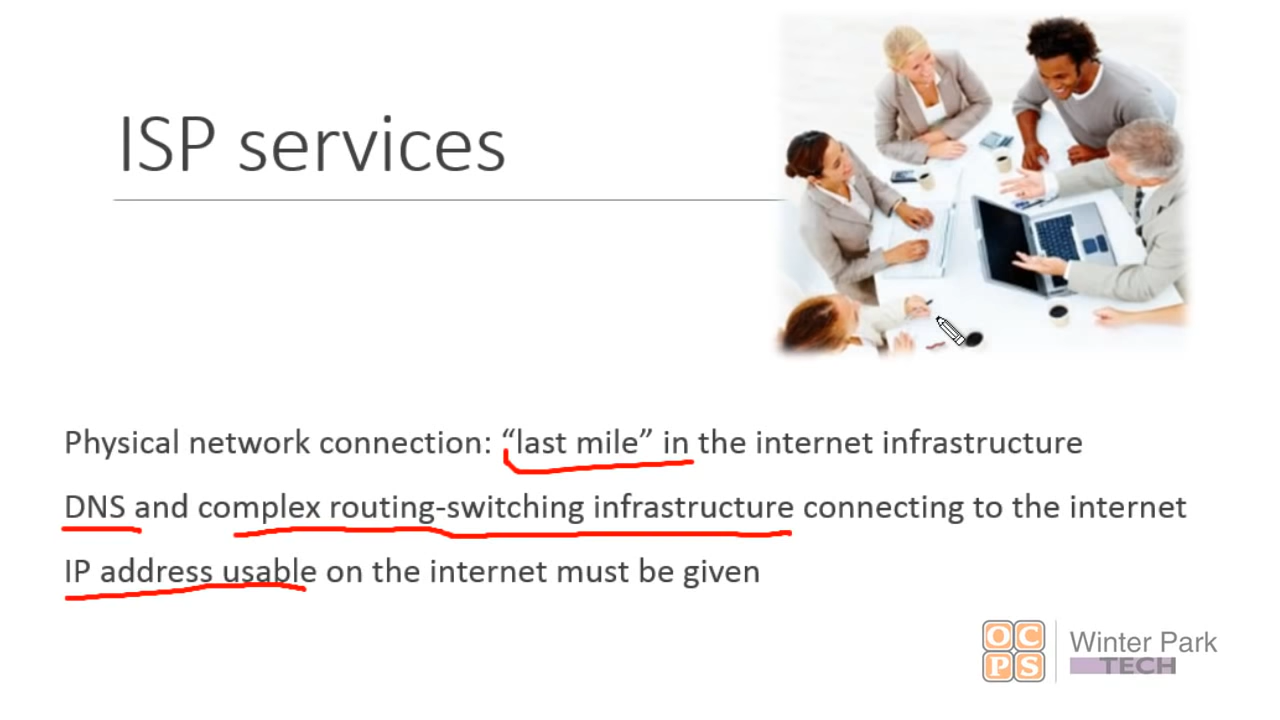 ISP services
Physical network connection: “last mile” in the internet infrastructure
DNS and complex routing-switching infrastructure connecting to the internet
IP address usable on the internet must be given
OC
PS
Winter Park
TECH